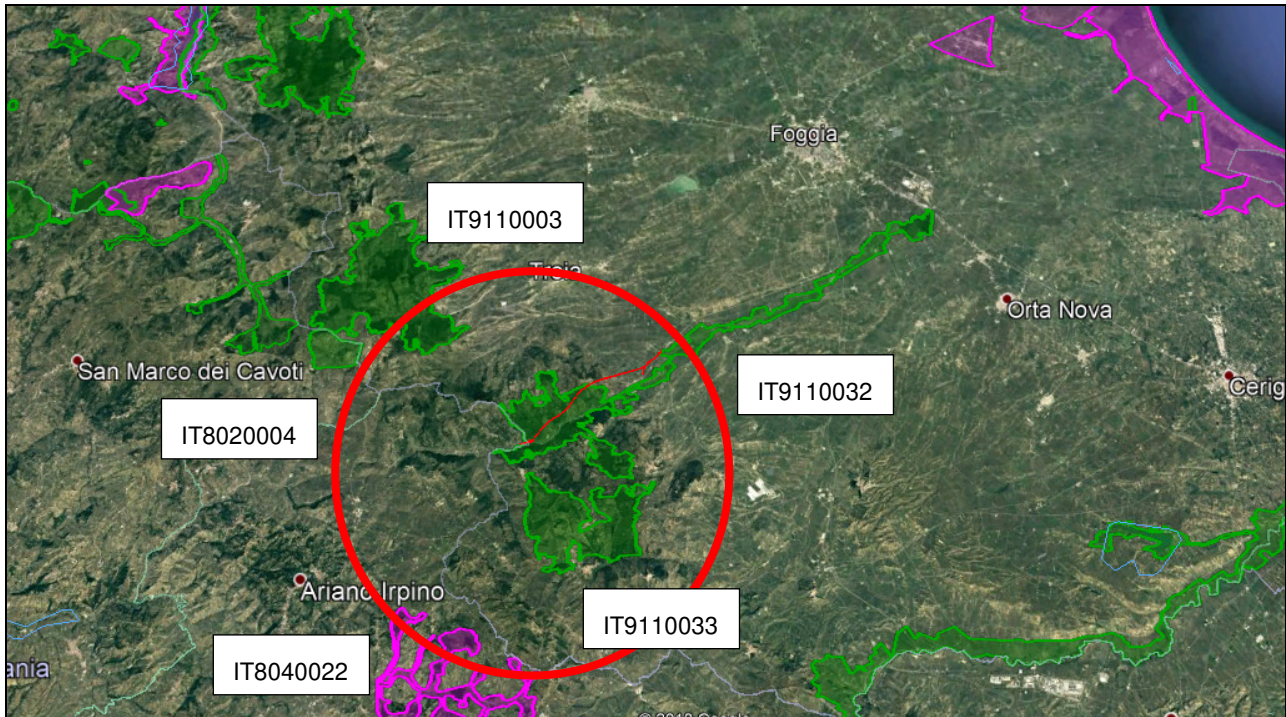 Foggia
IT9110003
Troia
Orta Nova
San Marco dei Cavoti
IT9110032
Cerig
IT8020004
Ariano Irpino
IT9110033
ania
IT8040022